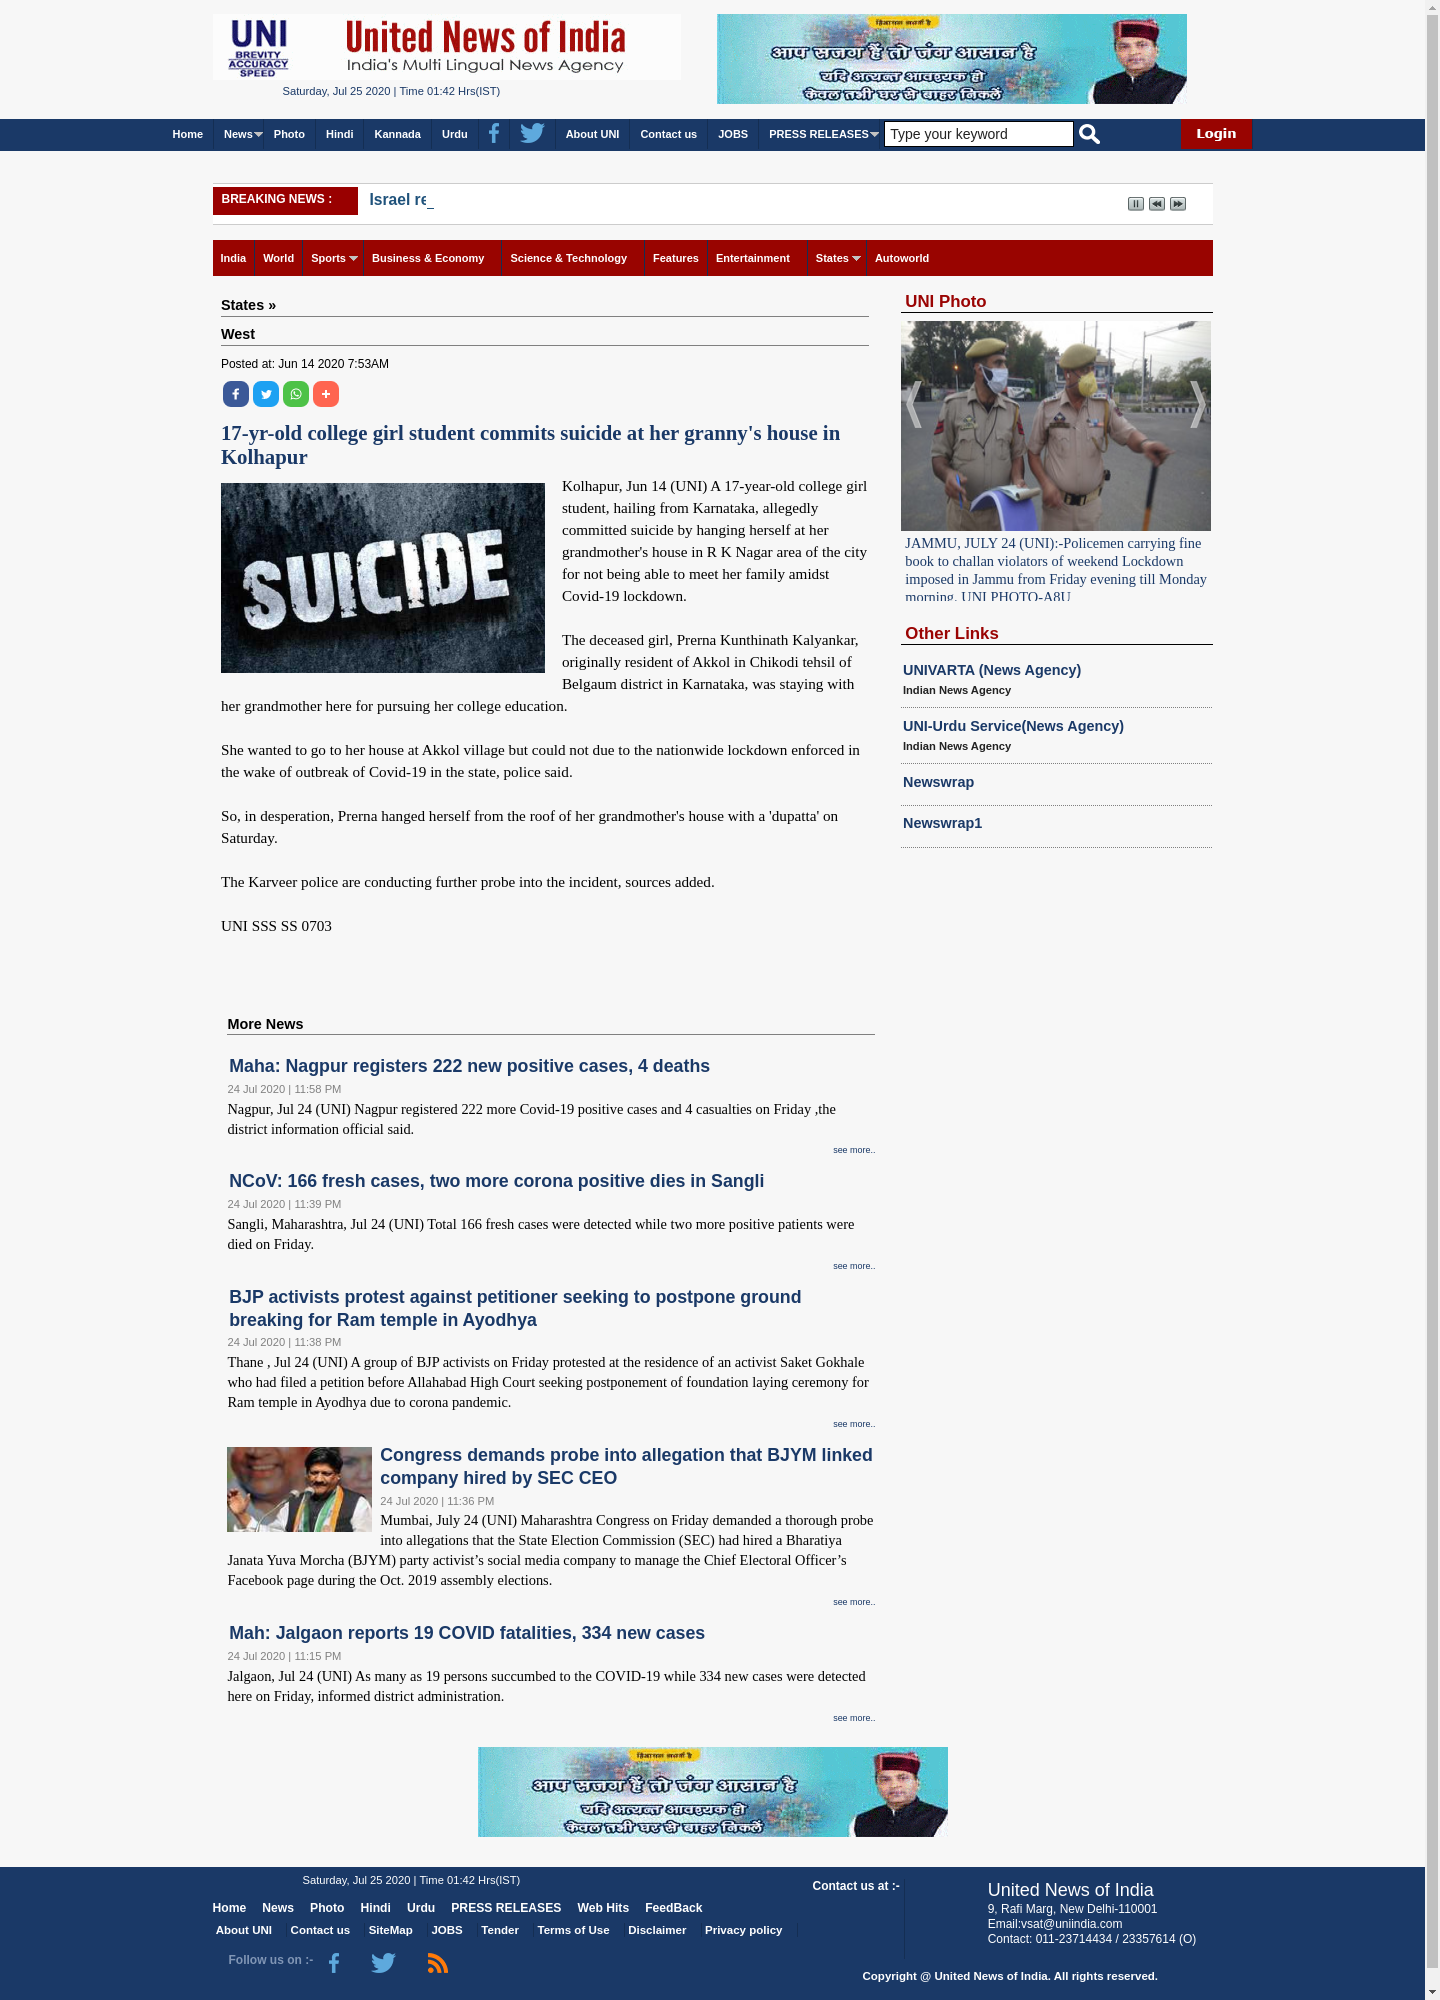 UNI
BREVITY
ACCURACY
SPEED
United News of India
India's Multi Lingual News Agency
Saturday, Jul 25 2020 | Time 01:42 Hrs(IST)
हिमाचल सतर्क है
आप सजग हैं तो जंग आसान है
यदि अत्यन्त आवश्यक हो
केवल तभी घर से बाहर निकलें
Home News Photo Hindi Kannada Urdu About UNI Contact us JOBS PRESS RELEASES Type your keyword Login
BREAKING NEWS : Israel re_
India World Sports Business & Economy Science & Technology Features Entertainment States Autoworld
States »
West
Posted at: Jun 14 2020 7:53AM
17-yr-old college girl student commits suicide at her granny's house in
Kolhapur
SUICIDE
Kolhapur, Jun 14 (UNI) A 17-year-old college girl
student, hailing from Karnataka, allegedly
committed suicide by hanging herself at her
grandmother's house in R K Nagar area of the city
for not being able to meet her family amidst
Covid-19 lockdown.
The deceased girl, Prerna Kunthinath Kalyankar,
originally resident of Akkol in Chikodi tehsil of
Belgaum district in Karnataka, was staying with
her grandmother here for pursuing her college education.
She wanted to go to her house at Akkol village but could not due to the nationwide lockdown enforced in
the wake of outbreak of Covid-19 in the state, police said.
So, in desperation, Prerna hanged herself from the roof of her grandmother's house with a 'dupatta' on
Saturday.
The Karveer police are conducting further probe into the incident, sources added.
UNI SSS SS 0703
UNI Photo
JAMMU, JULY 24 (UNI):-Policemen carrying fine
book to challan violators of weekend Lockdown
imposed in Jammu from Friday evening till Monday
morning. UNI PHOTO-A8U
Other Links
UNIVARTA (News Agency)
Indian News Agency
UNI-Urdu Service(News Agency)
Indian News Agency
Newswrap
Newswrap1
More News
Maha: Nagpur registers 222 new positive cases, 4 deaths
24 Jul 2020 | 11:58 PM
Nagpur, Jul 24 (UNI) Nagpur registered 222 more Covid-19 positive cases and 4 casualties on Friday ,the
district information official said.
see more..
NCoV: 166 fresh cases, two more corona positive dies in Sangli
24 Jul 2020 | 11:39 PM
Sangli, Maharashtra, Jul 24 (UNI) Total 166 fresh cases were detected while two more positive patients were
died on Friday.
see more..
BJP activists protest against petitioner seeking to postpone ground
breaking for Ram temple in Ayodhya
24 Jul 2020 | 11:38 PM
Thane , Jul 24 (UNI) A group of BJP activists on Friday protested at the residence of an activist Saket Gokhale
who had filed a petition before Allahabad High Court seeking postponement of foundation laying ceremony for
Ram temple in Ayodhya due to corona pandemic.
see more..
Congress demands probe into allegation that BJYM linked
company hired by SEC CEO
24 Jul 2020 | 11:36 PM
Mumbai, July 24 (UNI) Maharashtra Congress on Friday demanded a thorough probe
into allegations that the State Election Commission (SEC) had hired a Bharatiya
Janata Yuva Morcha (BJYM) party activist’s social media company to manage the Chief Electoral Officer’s
Facebook page during the Oct. 2019 assembly elections.
see more..
Mah: Jalgaon reports 19 COVID fatalities, 334 new cases
24 Jul 2020 | 11:15 PM
Jalgaon, Jul 24 (UNI) As many as 19 persons succumbed to the COVID-19 while 334 new cases were detected
here on Friday, informed district administration.
see more..
हिमाचल सतर्क है
आप सजग हैं तो जंग आसान है
यदि अत्यन्त आवश्यक हो
केवल तभी घर से बाहर निकलें
Saturday, Jul 25 2020 | Time 01:42 Hrs(IST)
Home News Photo Hindi Urdu PRESS RELEASES Web Hits FeedBack
About UNI Contact us SiteMap JOBS Tender Terms of Use Disclaimer Privacy policy
Follow us on :-
Contact us at :-
United News of India
9, Rafi Marg, New Delhi-110001
Email:vsat@uniindia.com
Contact: 011-23714434 / 23357614 (O)
Copyright @ United News of India. All rights reserved.